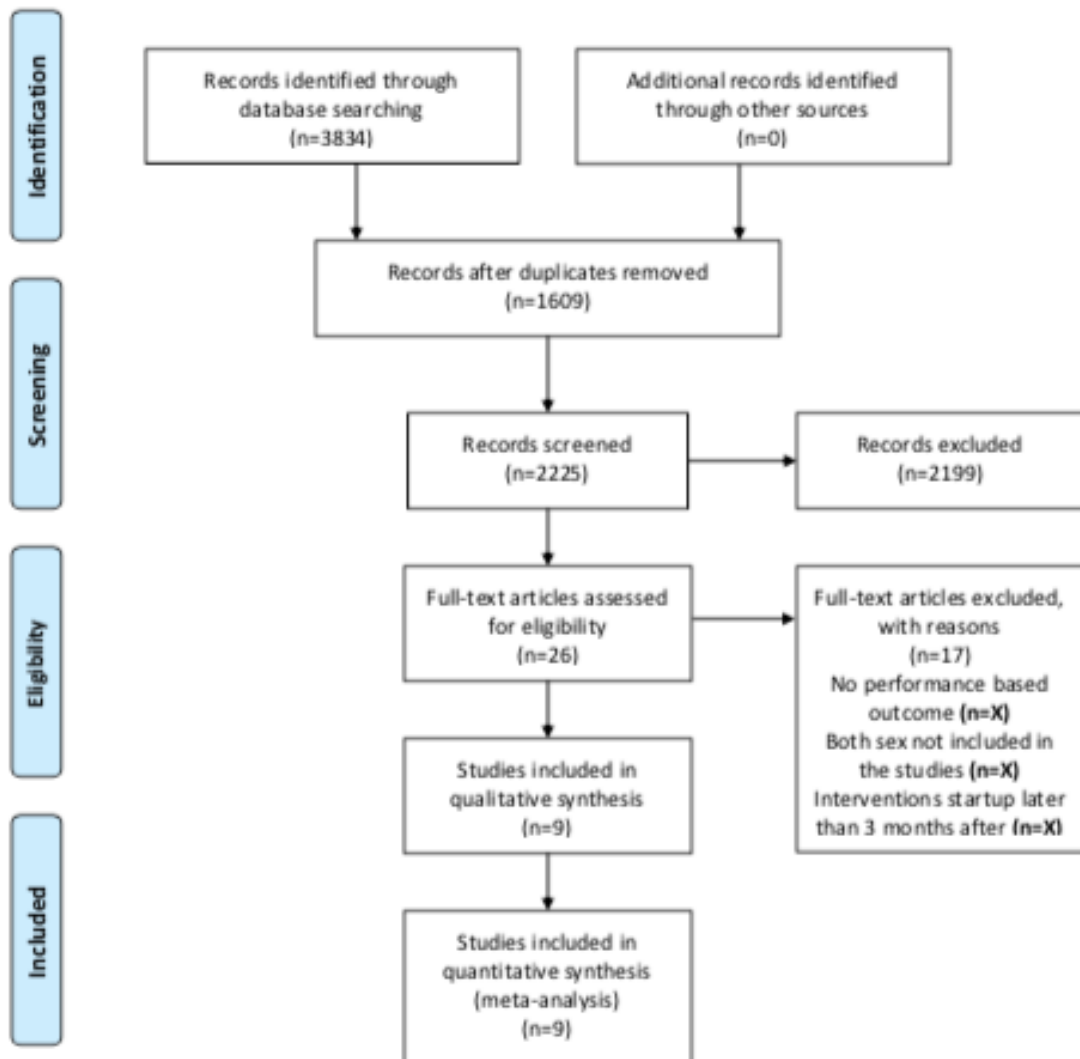 Identification
Records identified through
database searching
(n=3834)
Additional records identified
through other sources
(n=0)
Records after duplicates removed
(n=1609)
Screening
Records screened
(n=2225)
Records excluded
(n=2199)
Eligibility
Full-text articles assessed
for eligibility
(n=26)
Full-text articles excluded,
with reasons
(n=17)
No performance based
outcome (n=X)
Both sex not included in
the studies (n=X)
Interventions startup later
than 3 months after (n=X)
Studies included in
qualitative synthesis
(n=9)
Included
Studies included in
quantitative synthesis
(meta-analysis)
(n=9)